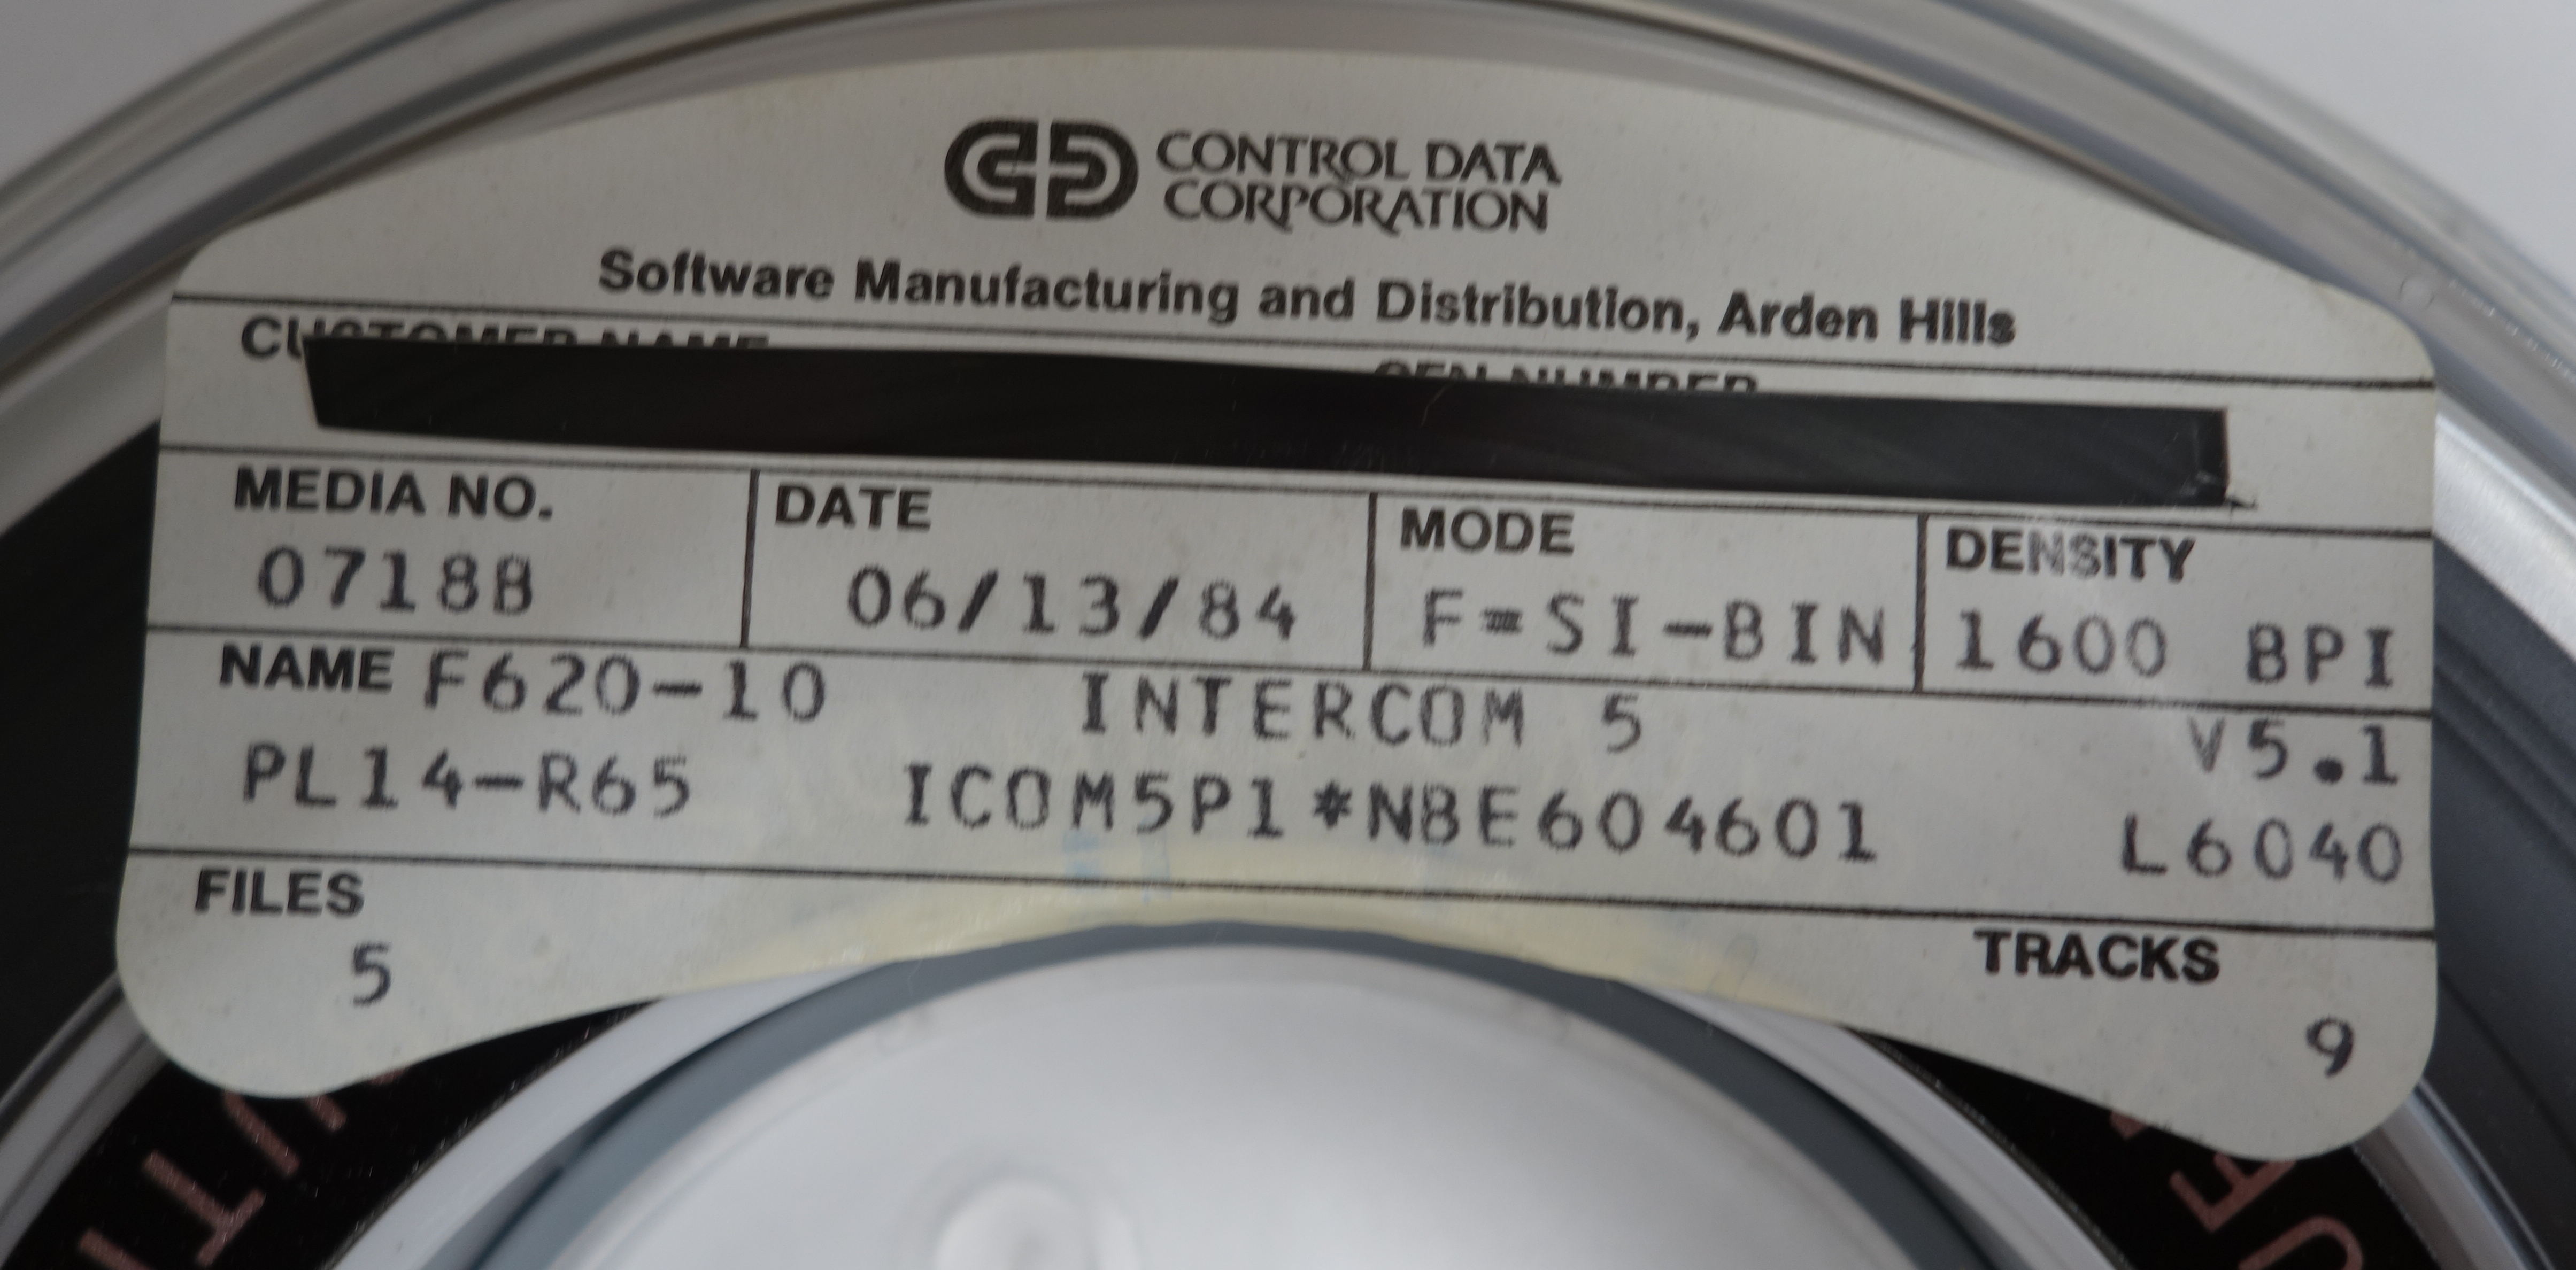 CONTROL DATA
CORPORATION
Software Manufacturing and Distribution, Arden Hills
CUSTOMER NAME
MEDIA NO. DATE MODE DENSITY
07188 06/13/84 F=SI-BIN 1600 BPI
NAME F620-10 INTERCOM 5 V5.1
PL14-R65 ICOM5P1*NBE604601 L6040
FILES TRACKS
5 9